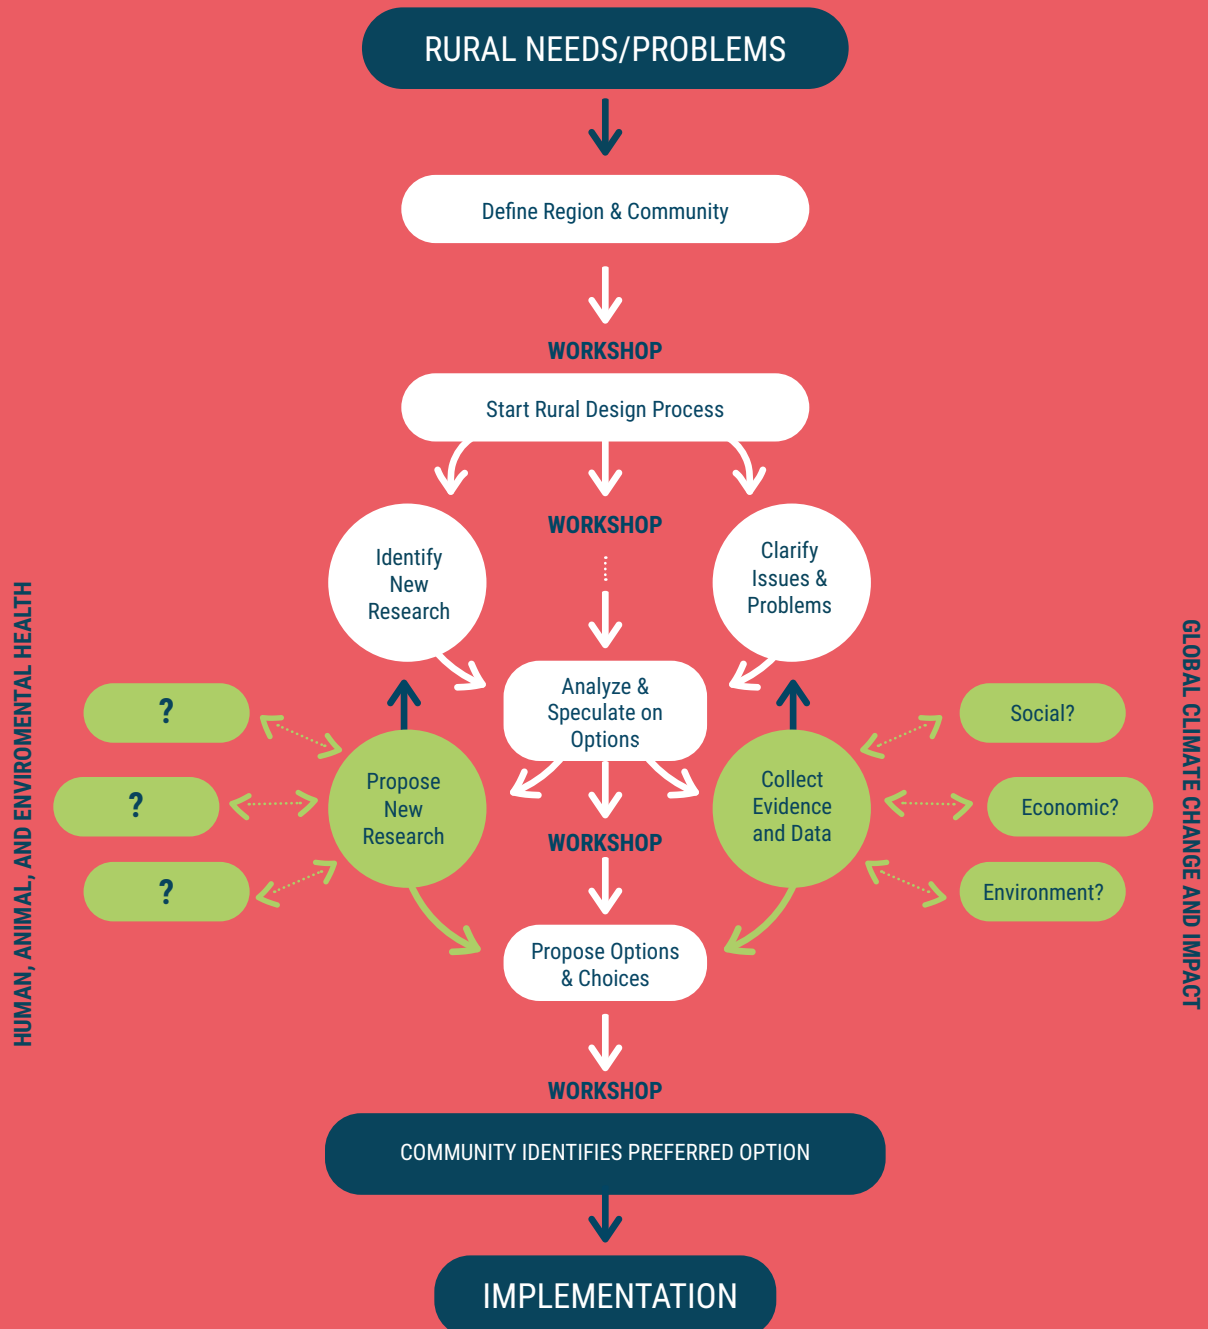 RURAL NEEDS/PROBLEMS
Define Region & Community
WORKSHOP
Start Rural Design Process
WORKSHOP
Identify
New
Research
Clarify
Issues &
Problems
Analyze &
Speculate on
Options
HUMAN, ANIMAL, AND ENVIROMENTAL HEALTH
?
?
?
Propose
New
Research
Collect
Evidence
and Data
Social?
Economic?
Environment?
GLOBAL CLIMATE CHANGE AND IMPACT
WORKSHOP
Propose Options
& Choices
WORKSHOP
COMMUNITY IDENTIFIES PREFERRED OPTION
IMPLEMENTATION